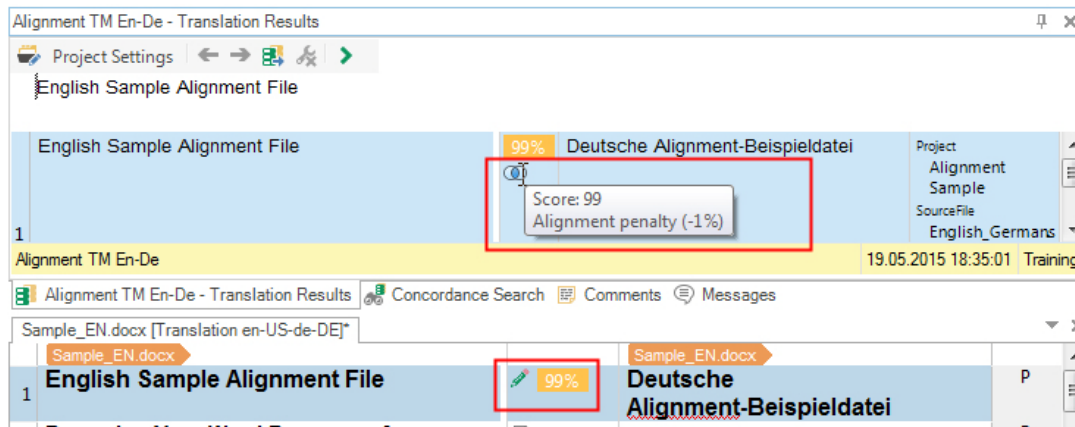 Alignment TM En-De - Translation Results
Project Settings
English Sample Alignment File
English Sample Alignment File 99% Deutsche Alignment-Beispieldatei Project
Alignment
Sample
Score: 99
SourceFile
Alignment penalty (-1%)
1 English_Germans
Alignment TM En-De 19.05.2015 18:35:01 Training
Alignment TM En-De - Translation Results Concordance Search Comments Messages
Sample_EN.docx [Translation en-US-de-DE]*
Sample_EN.docx Sample_EN.docx
1 English Sample Alignment File 99% Deutsche P
Alignment-Beispieldatei